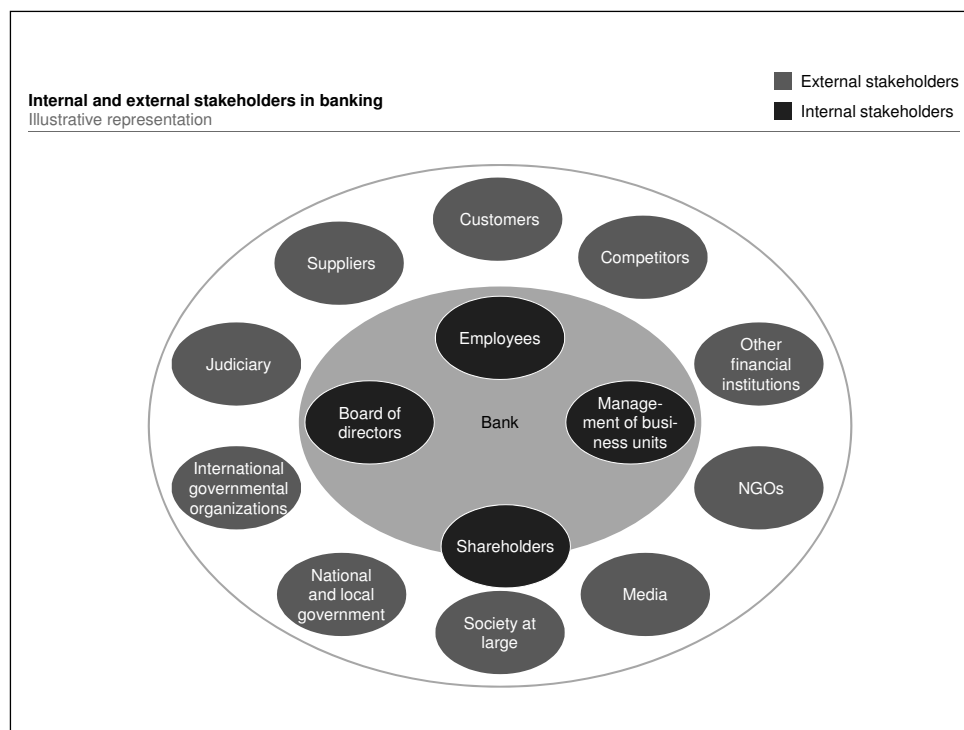 External stakeholders
Internal and external stakeholders in banking
Illustrative representation
Internal stakeholders
Customers
Suppliers
Competitors
Employees
Judiciary
Other
financial
institutions
Board of
directors
Bank
Manage-
ment of busi-
ness units
International
governmental
organizations
NGOs
Shareholders
National
and local
government
Media
Society at
large